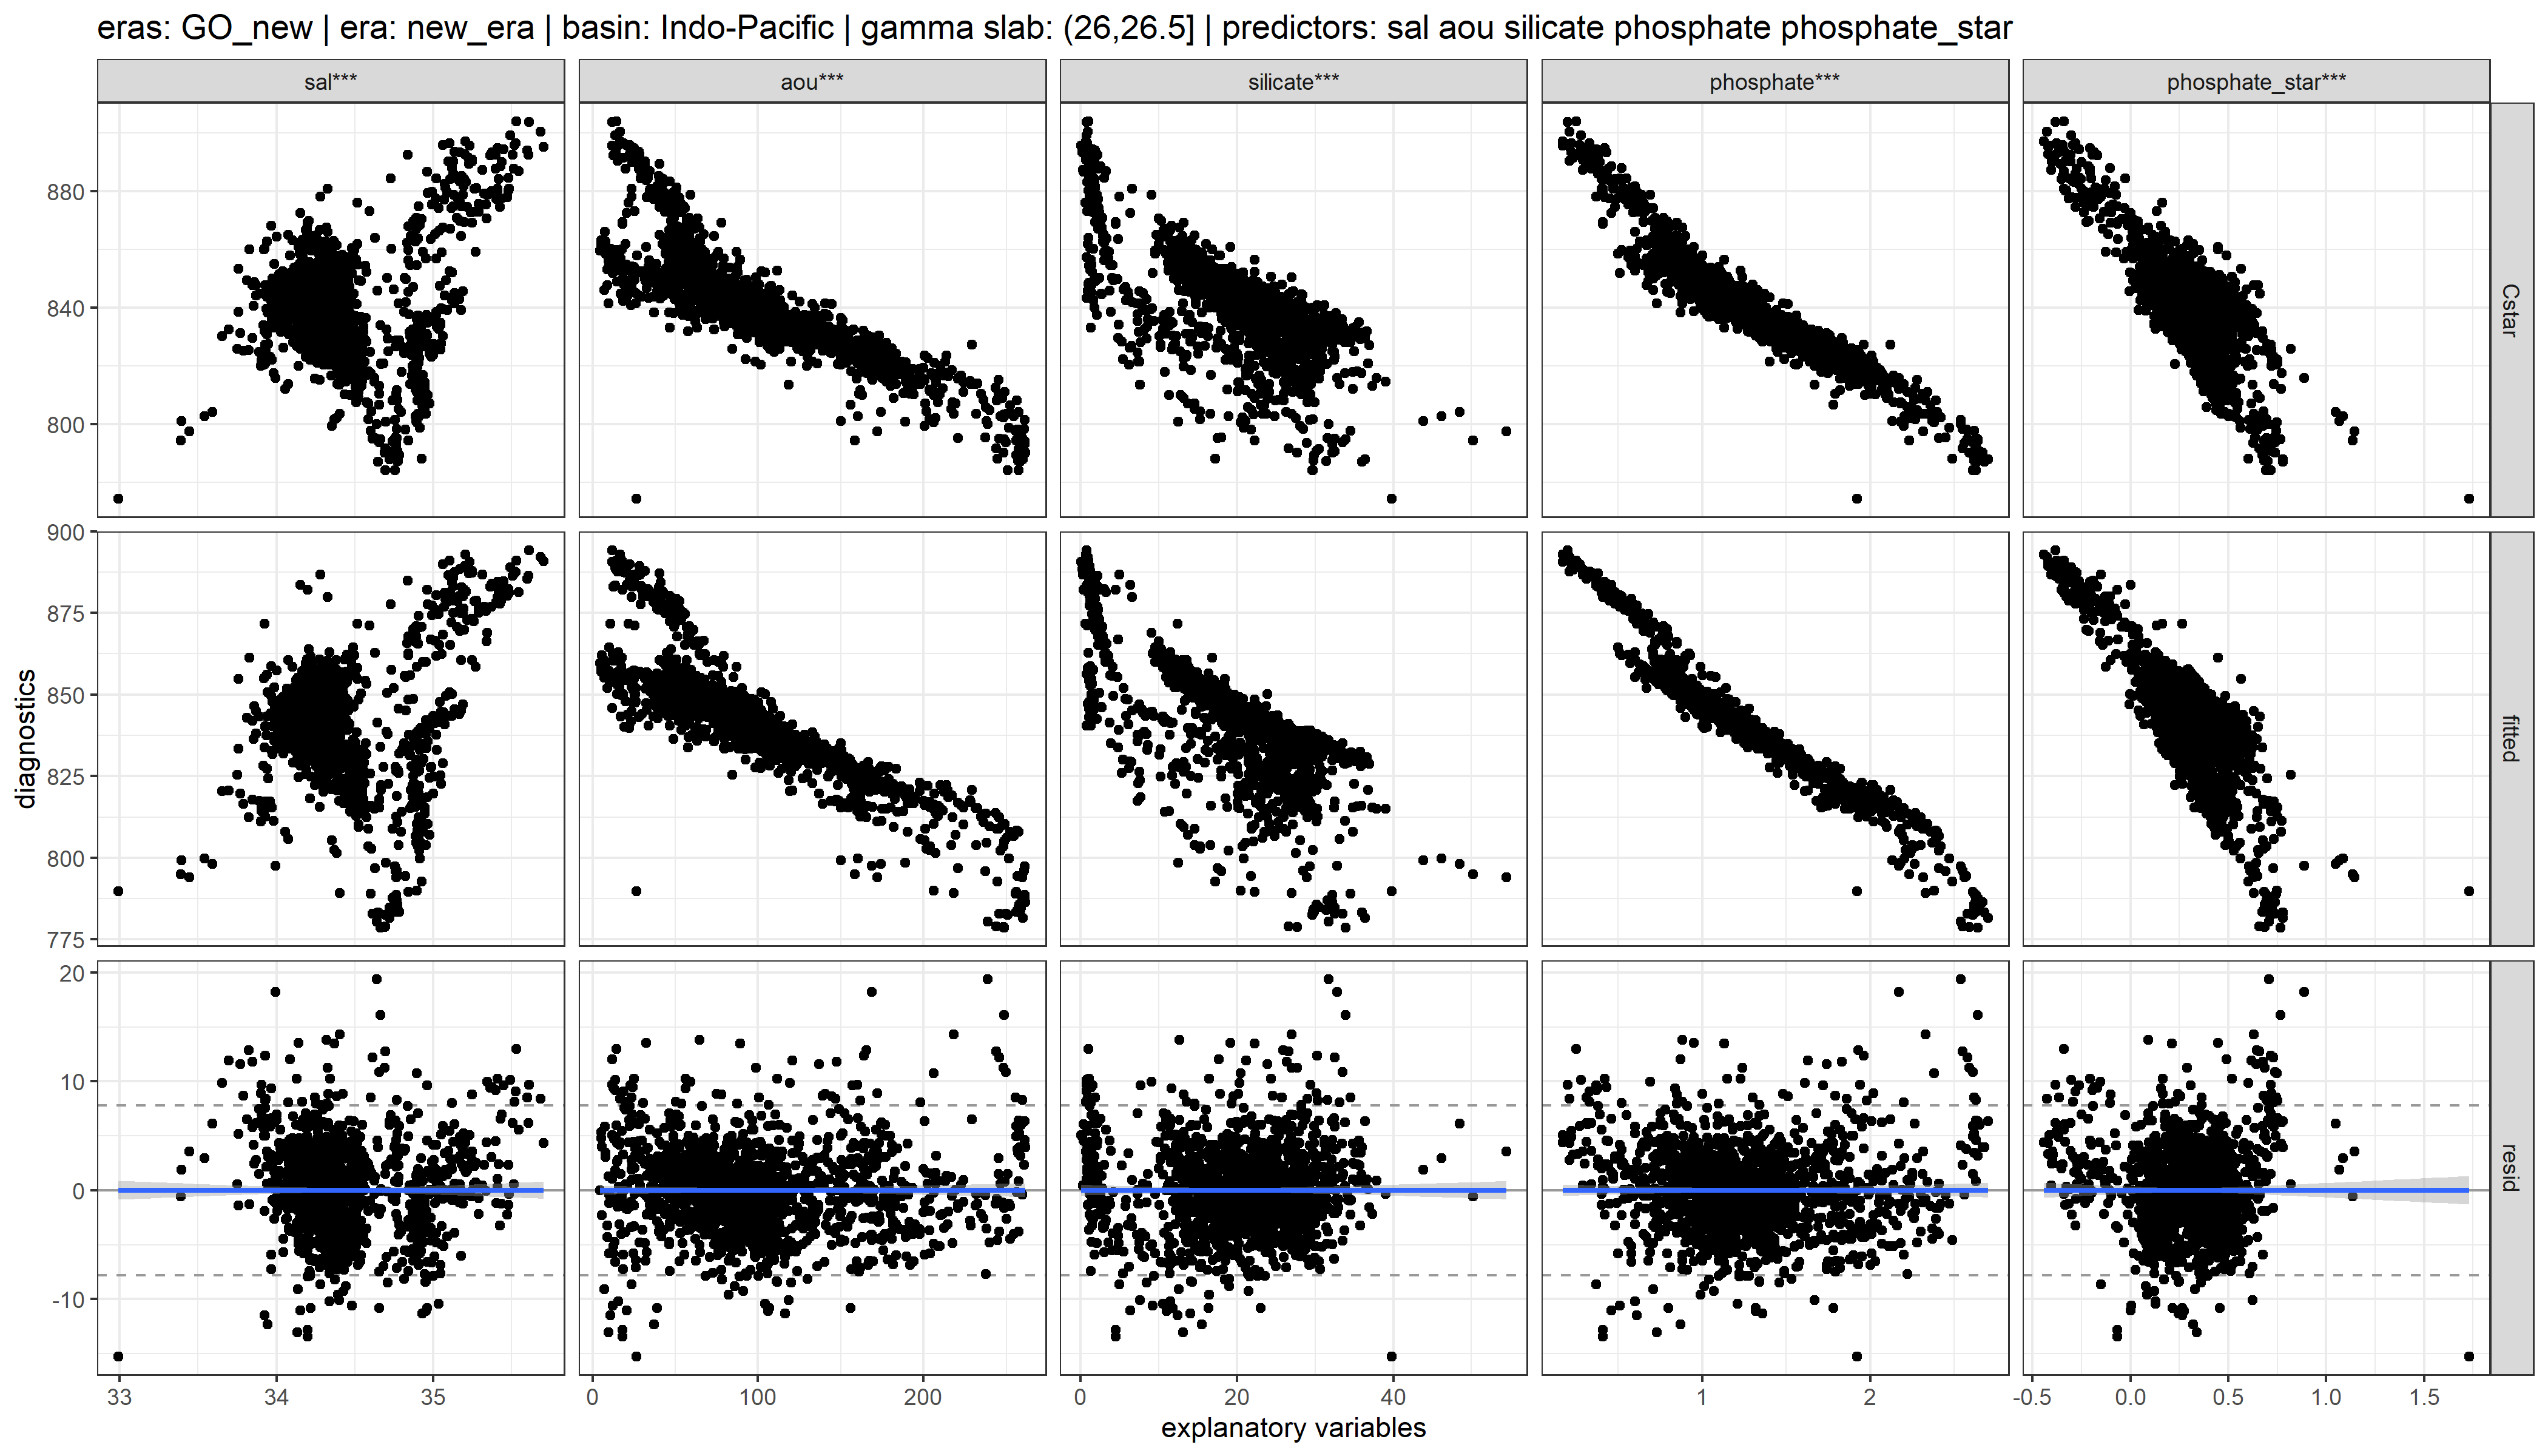 eras: GO_new | era: new_era | basin: Indo-Pacific | gamma slab: (26,26.5] | predictors: sal aou silicate phosphate phosphate_star
sal*** aou*** silicate*** phosphate*** phosphate_star***
880
840
800
Cstar
900
875
850
825
800
775
fitted
diagnostics
20
10
0
-10
resid
33 34 35 0 100 200 0 20 40 1 2 -0.5 0.0 0.5 1.0 1.5
explanatory variables